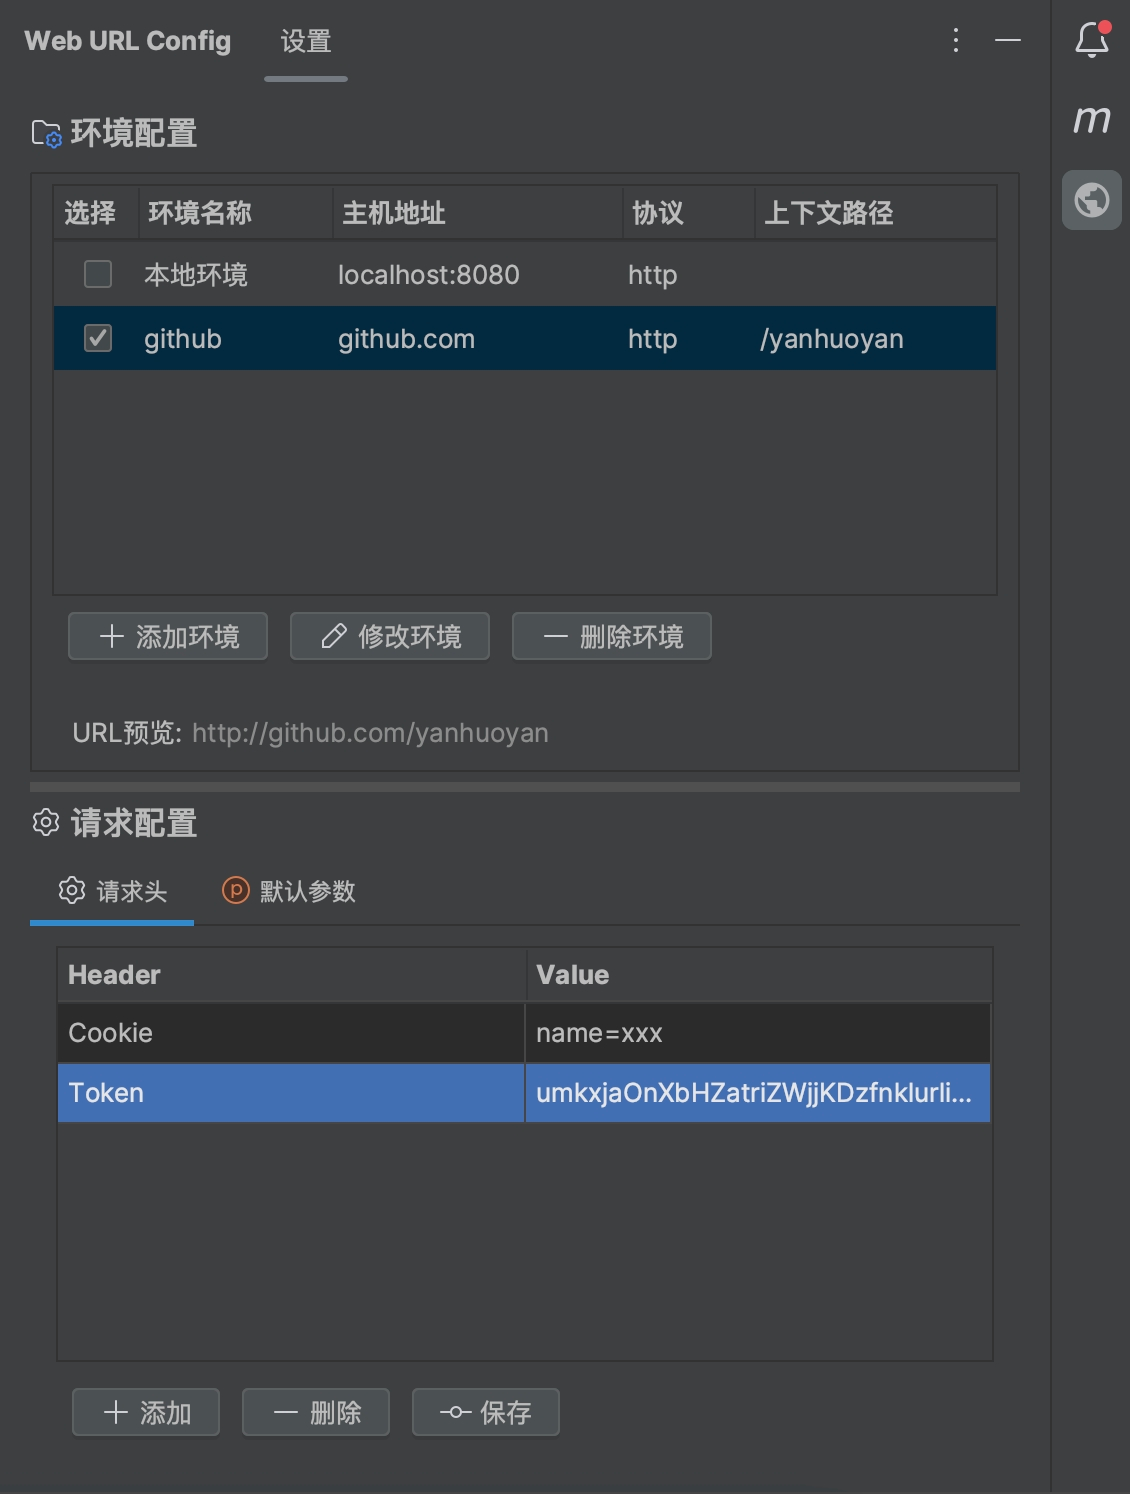 Web URL Config 设置
环境配置
选择 环境名称 主机地址 协议 上下文路径
本地环境 localhost:8080 http
github github.com http /yanhuoyan
添加环境 修改环境 删除环境
URL预览: http://github.com/yanhuoyan
请求配置
请求头 p 默认参数
Header Value
Cookie name=xxx
Token umkxjaOnXbHZatriZWjjKDzfnklurli...
添加 删除 保存
m